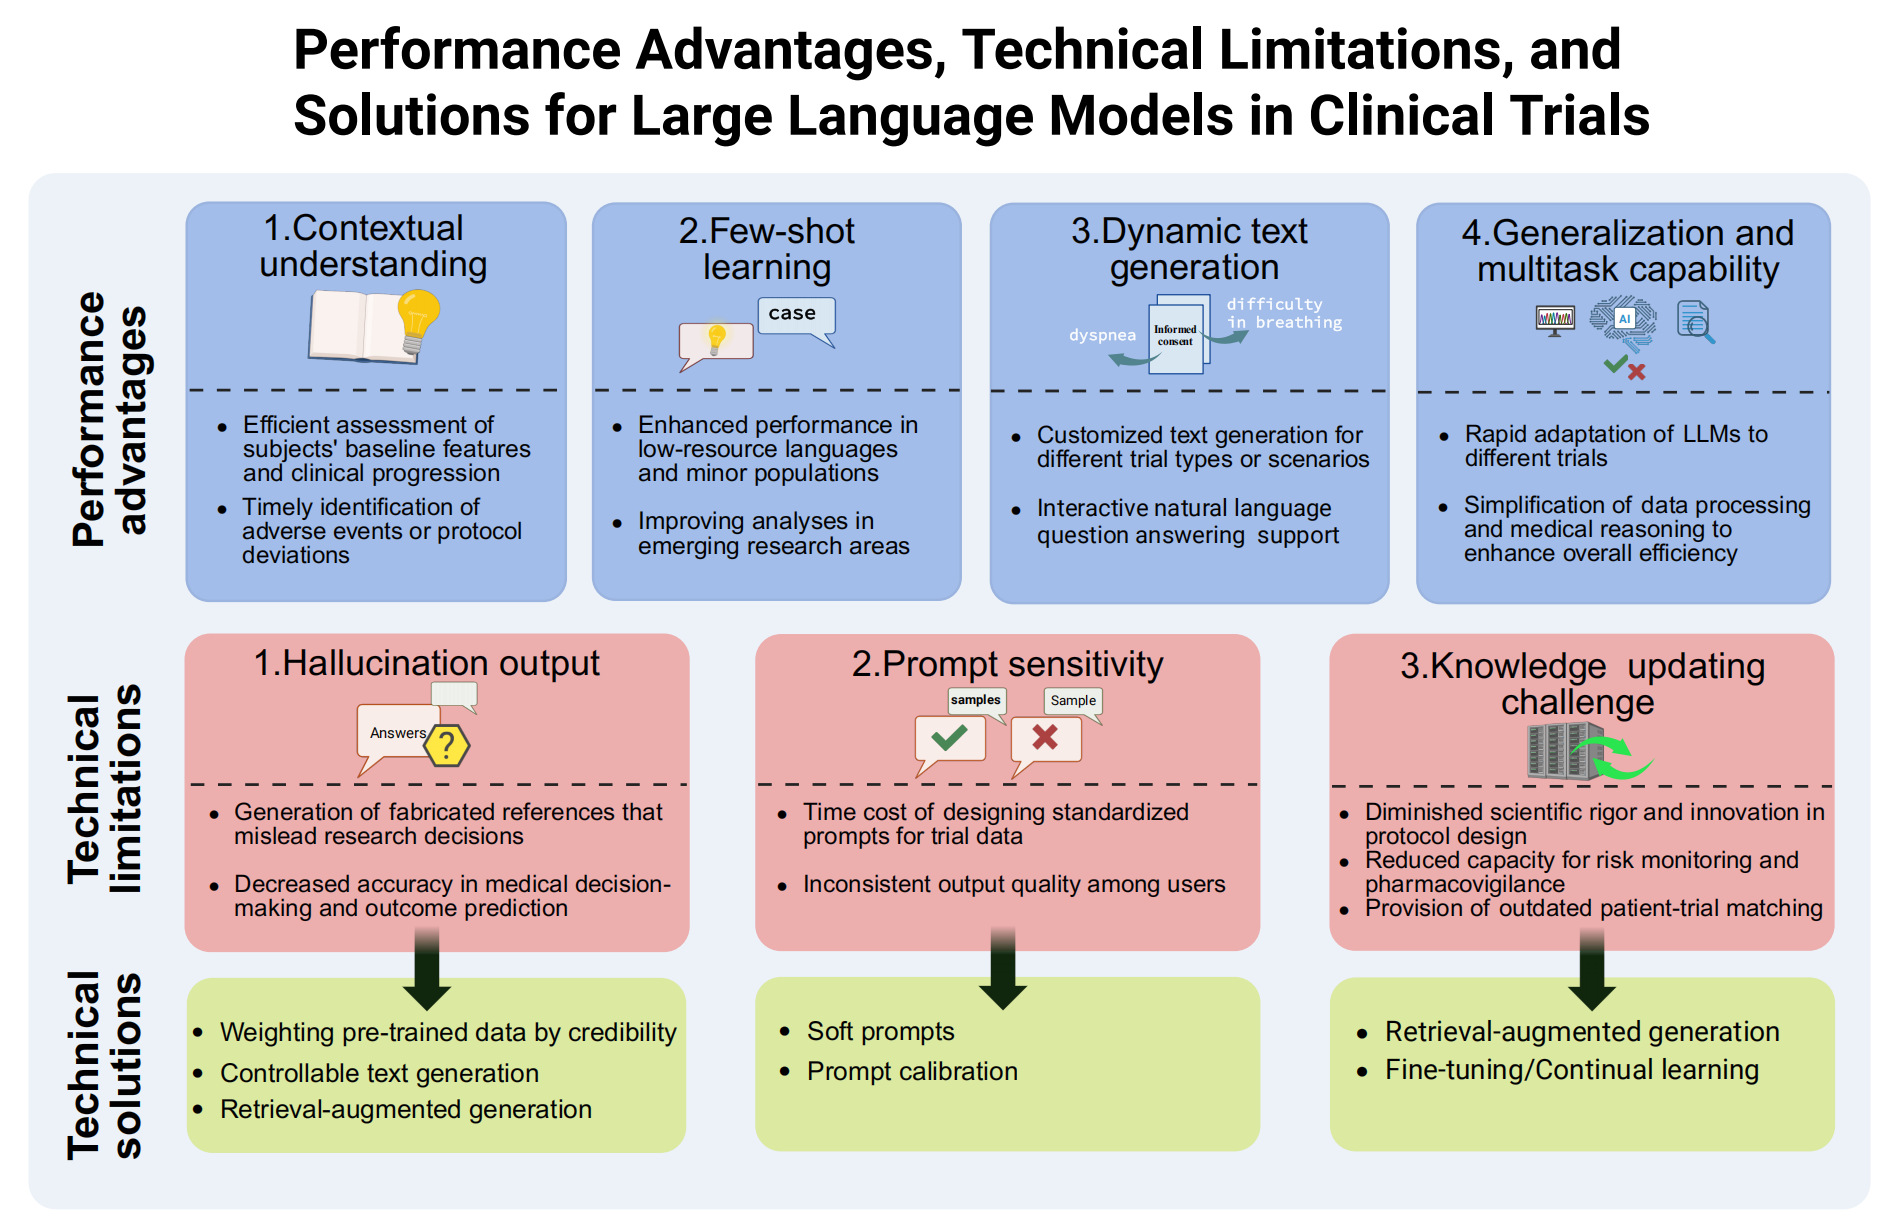 Performance Advantages, Technical Limitations, and
Solutions for Large Language Models in Clinical Trials
Performance
advantages
1.Contextual
understanding
• Efficient assessment of
subjects' baseline features
and clinical progression
• Timely identification of
adverse events or protocol
deviations
2.Few-shot
learning
case
• Enhanced performance in
low-resource languages
and minor populations
• Improving analyses in
emerging research areas
3.Dynamic text
generation
dyspnea
Informed
consent
difficulty
in breathing
• Customized text generation for
different trial types or scenarios
• Interactive natural language
question answering support
4.Generalization and
multitask capability
AI
• Rapid adaptation of LLMs to
different trials
• Simplification of data processing
and medical reasoning to
enhance overall efficiency
Technical
limitations
1.Hallucination output
Answers
?
• Generation of fabricated references that
mislead research decisions
• Decreased accuracy in medical decision-
making and outcome prediction
2.Prompt sensitivity
samples
Sample
• Time cost of designing standardized
prompts for trial data
• Inconsistent output quality among users
3.Knowledge updating
challenge
• Diminished scientific rigor and innovation in
protocol design
• Reduced capacity for risk monitoring and
pharmacovigilance
• Provision of outdated patient-trial matching
Technical
solutions
• Weighting pre-trained data by credibility
• Controllable text generation
• Retrieval-augmented generation
• Soft prompts
• Prompt calibration
• Retrieval-augmented generation
• Fine-tuning/Continual learning